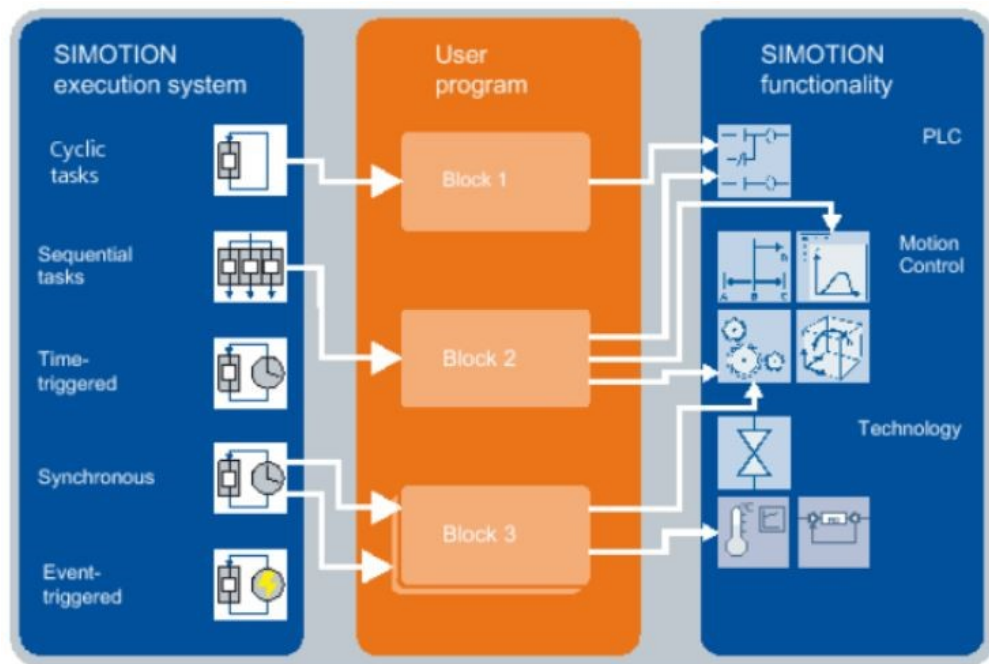 SIMOTION
execution system
Cyclic
tasks
Sequential
tasks
Time-
triggered
Synchronous
Event-
triggered
User
program
Block 1
Block 2
Block 3
SIMOTION
functionality
PLC
Motion
Control
Technology
A
B
C
B
°C